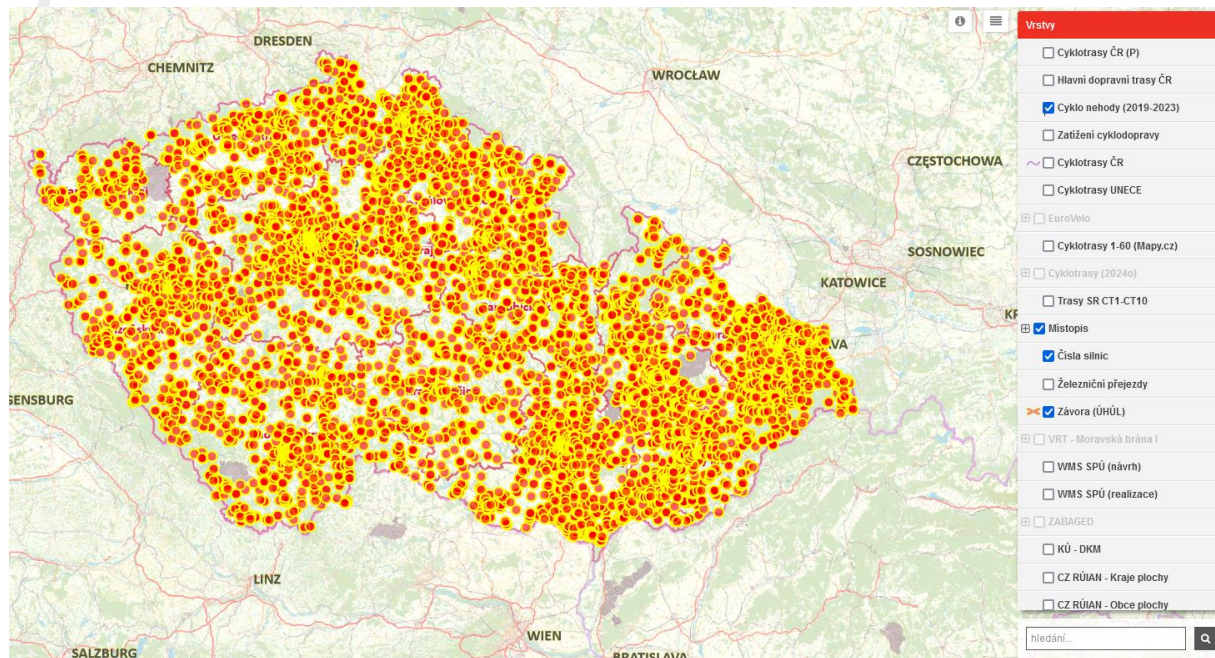 DRESDEN
CHEMNITZ
WROCŁAW
CZĘSTOCHOWA
SOSNOWIEC
KATOWICE
LINZ
WIEN
SALZBURG
BRATISLAVA
Vrstvy
Cyklotrasy ČR (P)
Hlavní dopravní trasy ČR
Cyklo nehody (2019-2023)
Zatížení cyklodopravy
Cyklotrasy ČR
Cyklotrasy UNECE
EuroVelo
Cyklotrasy 1-60 (Mapy.cz)
Cyklotrasy (2024o)
Trasy SR CT1-CT10
Místopis
Čísla silnic
Železniční přejezdy
Závora (ÚHÚL)
VRT - Moravská brána I
WMS SPÚ (návrh)
WMS SPÚ (realizace)
ZABAGED
KÚ - DKM
CZ RÚIAN - Kraje plochy
CZ RÚIAN - Obce plochy
hledání...